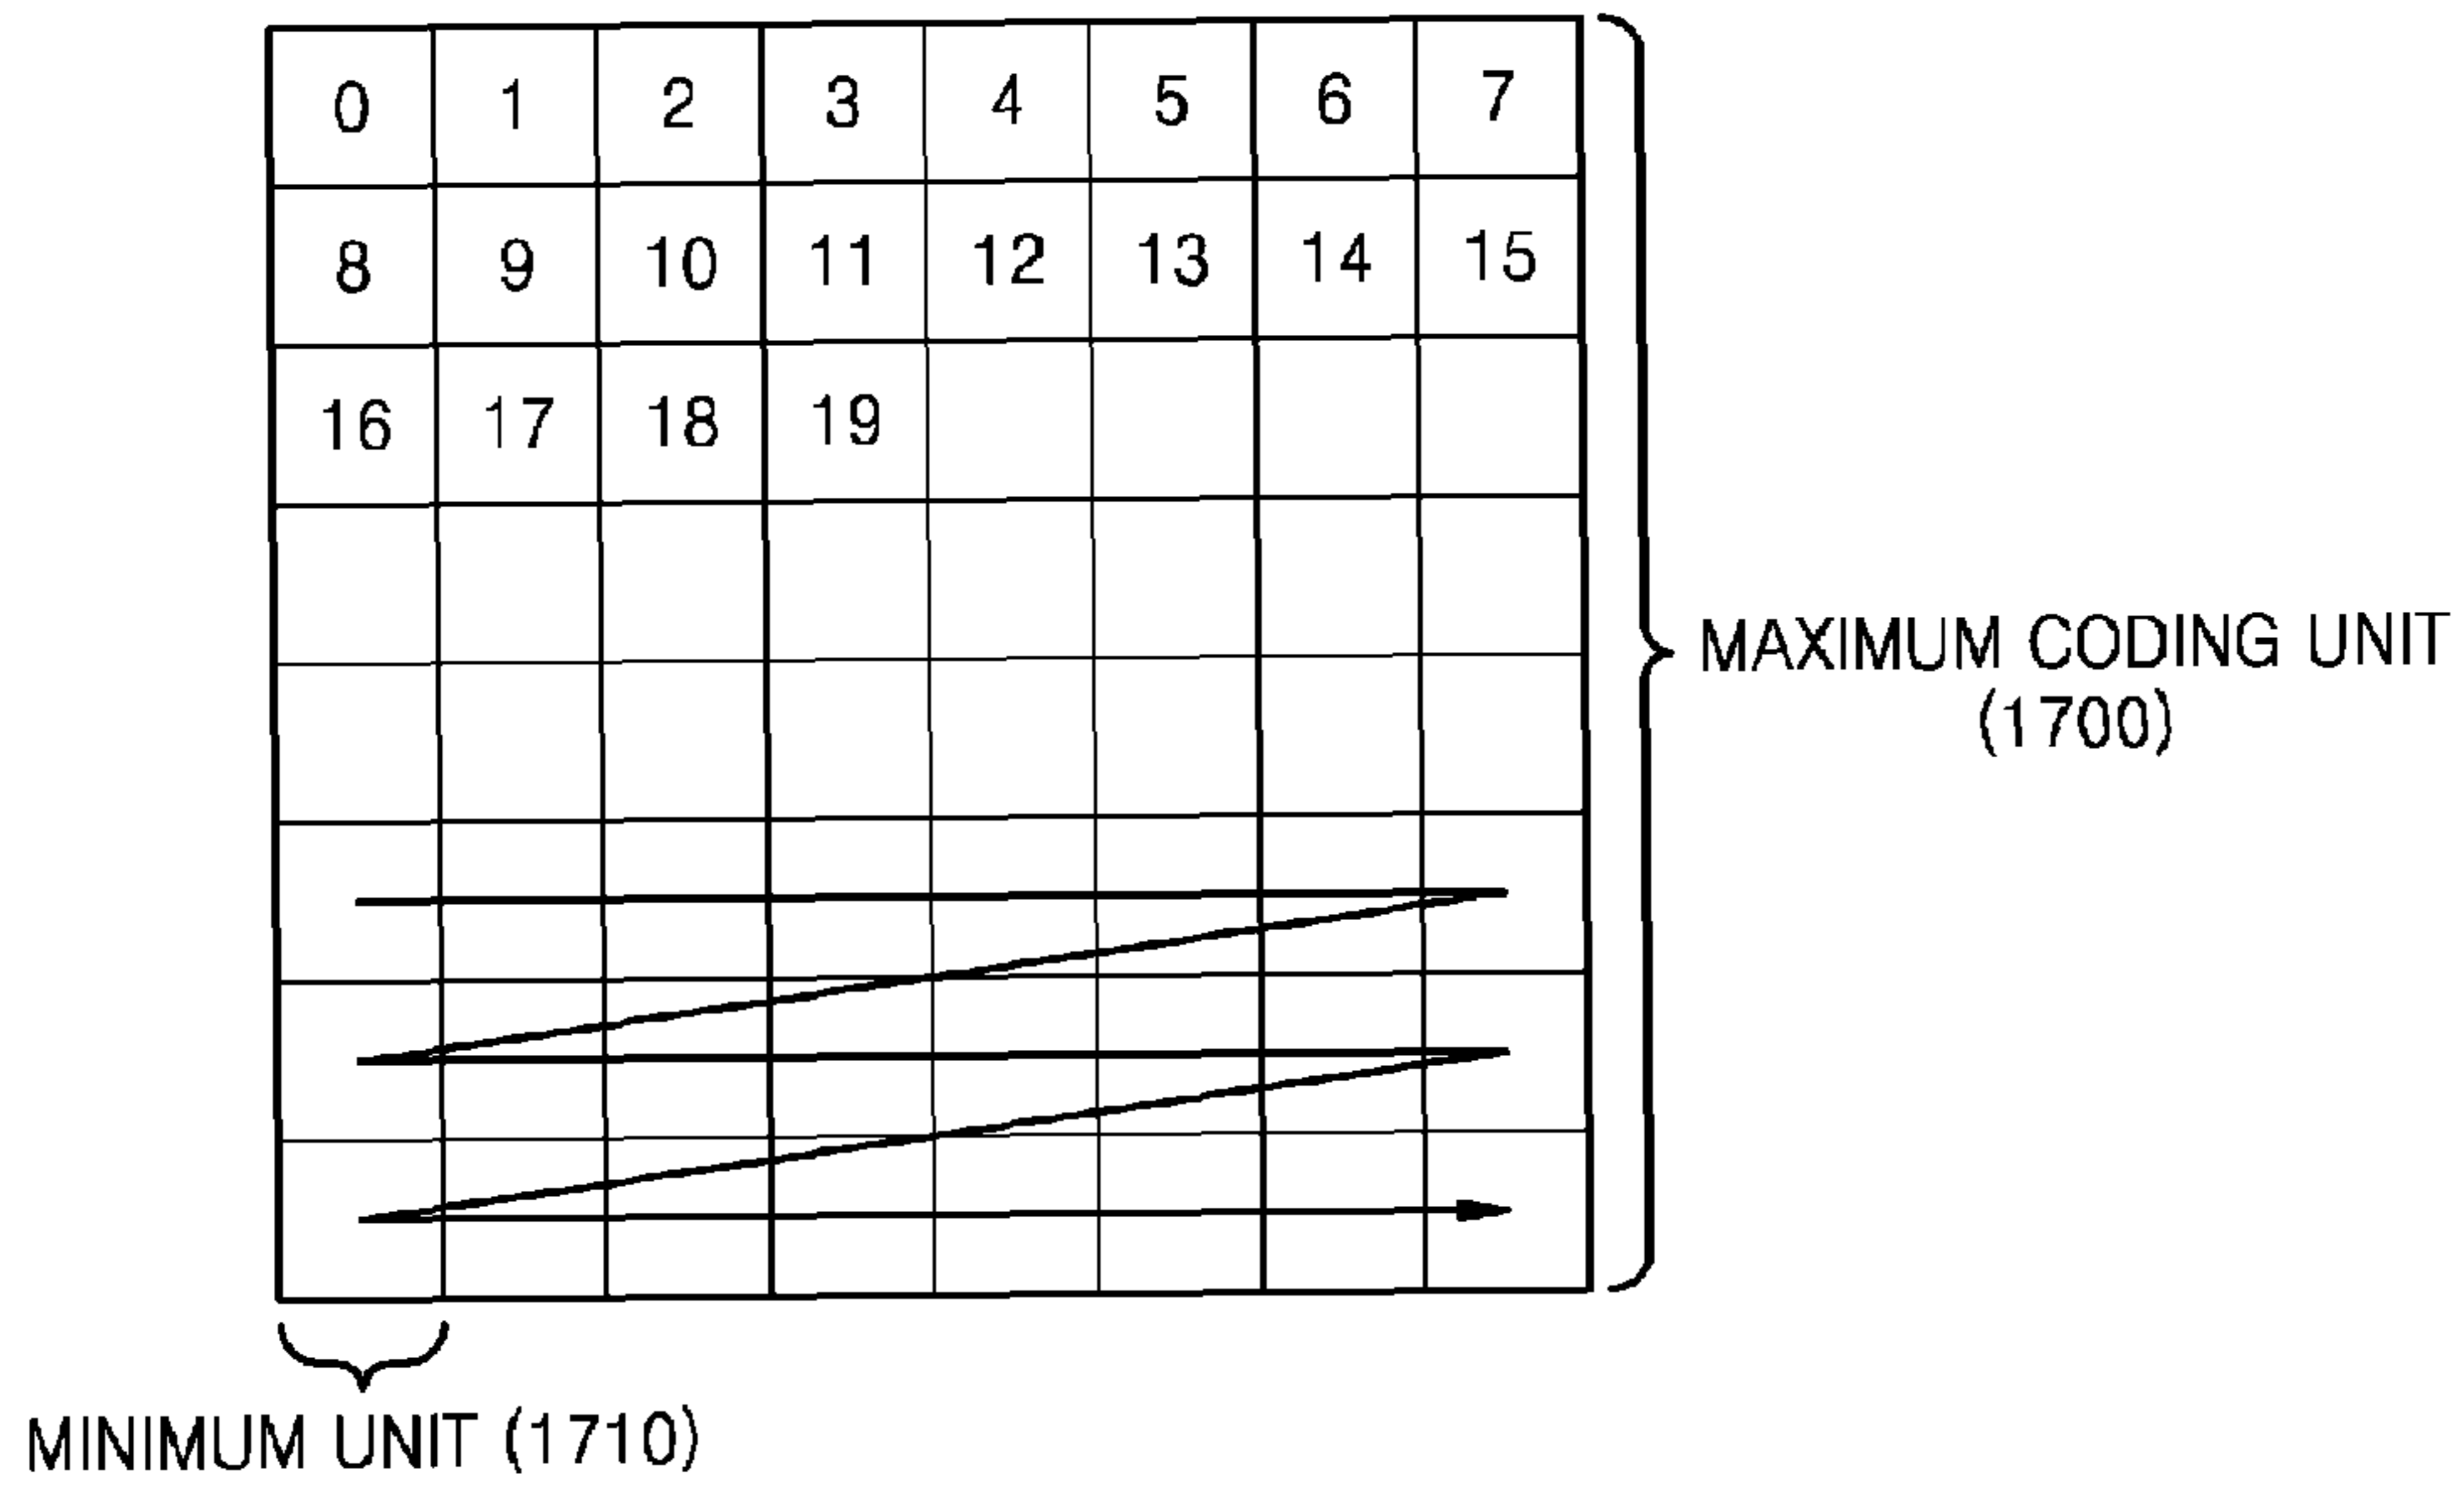 0 1 2 3 4 5 6 7
8 9 10 11 12 13 14 15
16 17 18 19
MAXIMUM CODING UNIT
(1700)
MINIMUM UNIT (1710)